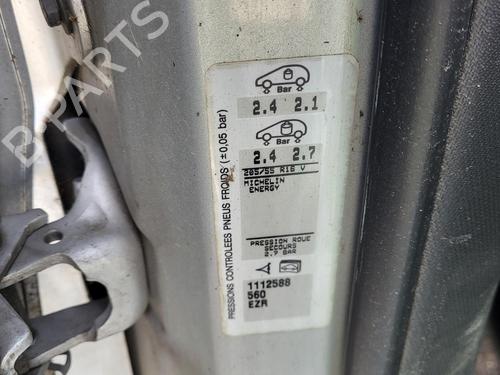 PRESSIONS CONTROLEES PNEUS FROIDS (±0,05 bar)
Bar
2.4 2.1
Bar
2.4 2.7
205/55 R16 V
MICHELIN
ENERGY
PRESSION ROUE
SECOURS
2.9 BAR
1112588
560
EZR
B-PARTS